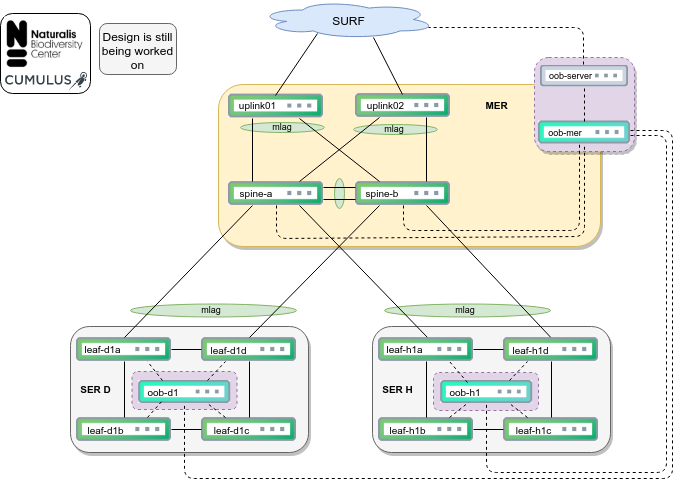 Naturalis
Biodiversity
Center
CUMULUS
Design is still
being worked
on
SURF
oob-server
uplink01
uplink02
MER
oob-mer
mlag
mlag
spine-a
spine-b
mlag
mlag
leaf-d1a
leaf-d1d
leaf-h1a
leaf-h1d
SER D
oob-d1
SER H
oob-h1
leaf-d1b
leaf-d1c
leaf-h1b
leaf-h1c